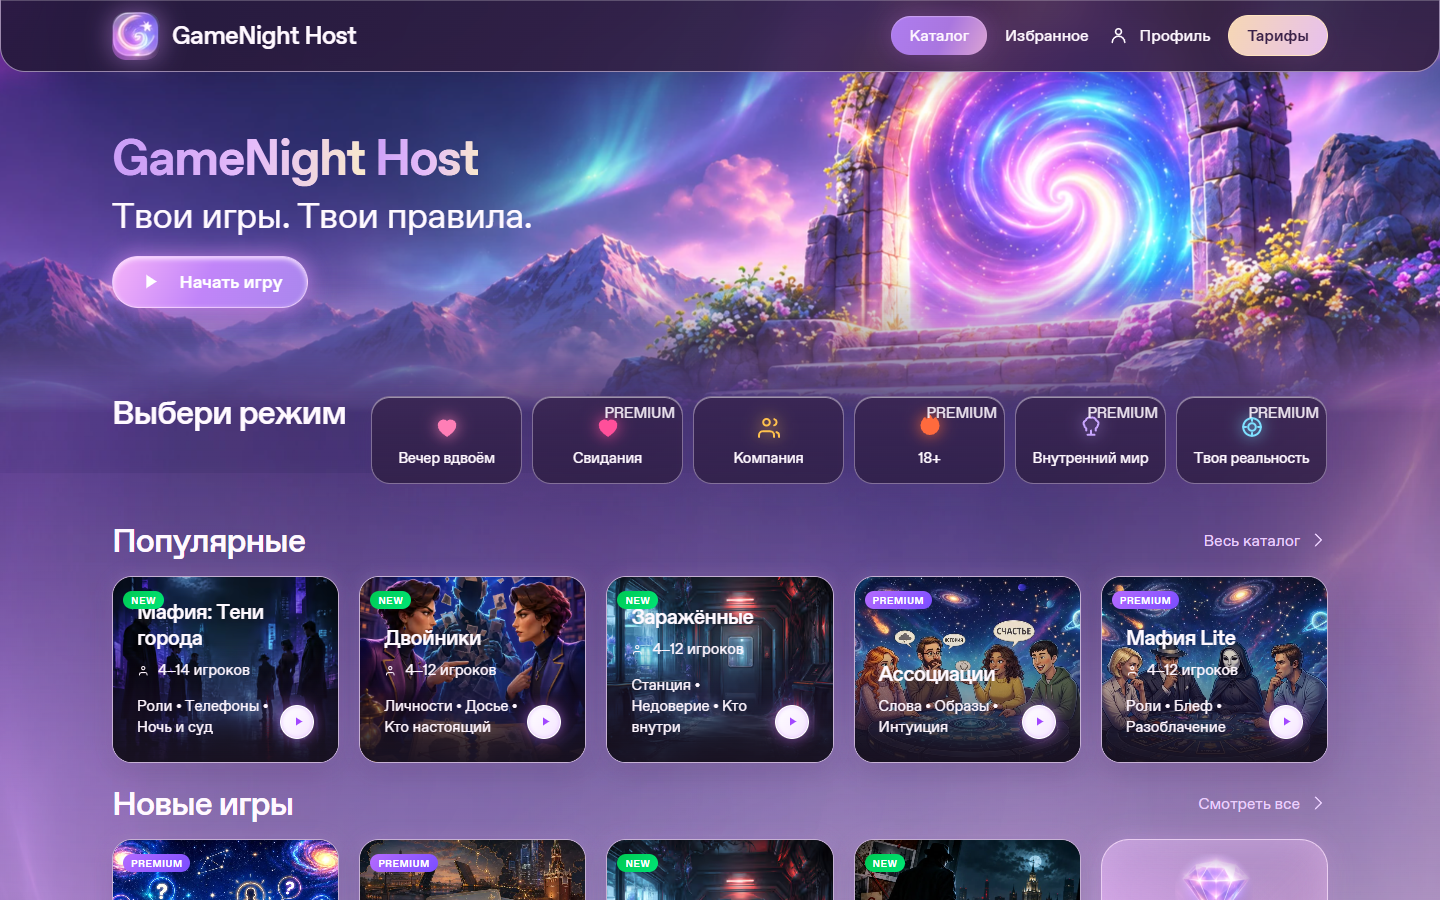 GameNight Host
Каталог
Избранное
Профиль
Тарифы
GameNight Host
Твои игры. Твои правила.
Начать игру
Выбери режим
Вечер вдвоём
PREMIUM
Свидания
Компания
PREMIUM
18+
PREMIUM
Внутренний мир
PREMIUM
Твоя реальность
Популярные
Весь каталог
NEW
Мафия: Тени
города
4–14 игроков
Роли • Телефоны •
Ночь и суд
NEW
Двойники
4–12 игроков
Личности • Досье •
Кто настоящий
NEW
Заражённые
4–12 игроков
Станция •
Недоверие • Кто
внутри
PREMIUM
СЧАСТЬЕ
Ассоциации
Слова • Образы •
Интуиция
PREMIUM
Мафия Lite
4–12 игроков
Роли • Блеф •
Разоблачение
Новые игры
Смотреть все
PREMIUM
? ?
PREMIUM
NEW
NEW